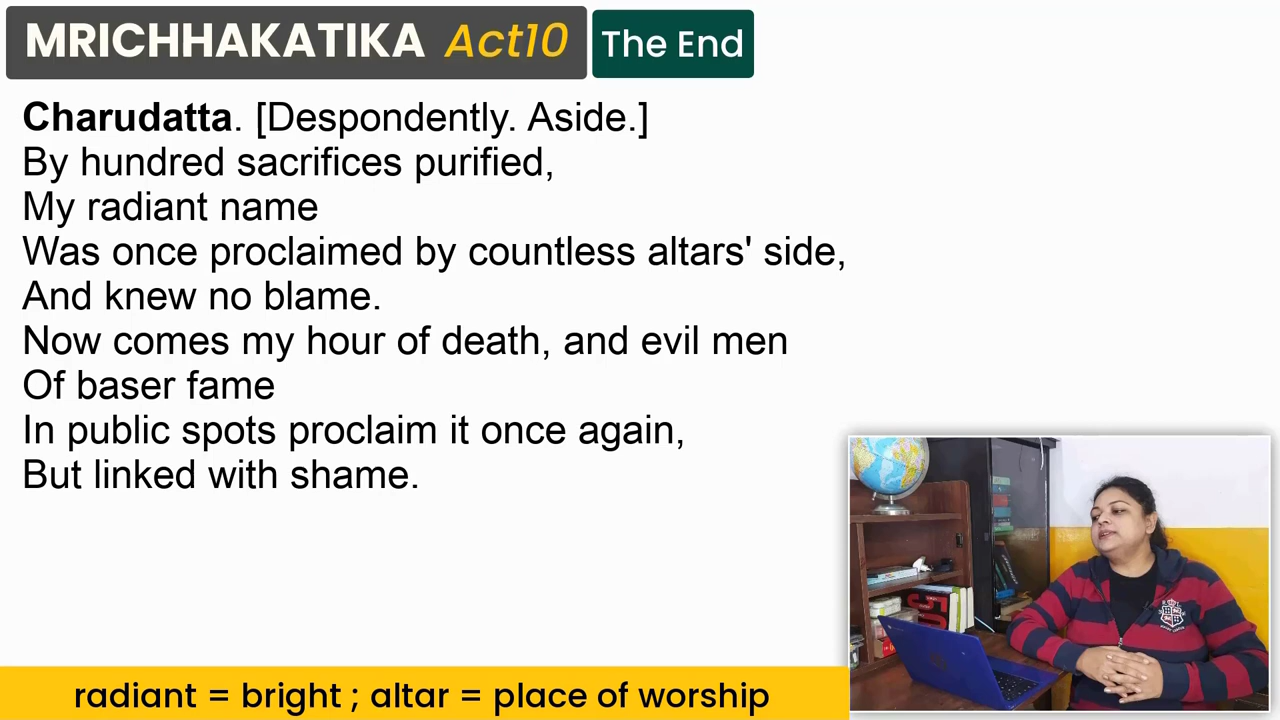 MRICHHAKATIKA Act10 The End
Charudatta. [Despondently. Aside.]
By hundred sacrifices purified,
My radiant name
Was once proclaimed by countless altars' side,
And knew no blame.
Now comes my hour of death, and evil men
Of baser fame
In public spots proclaim it once again,
But linked with shame.
radiant = bright ; altar = place of worship